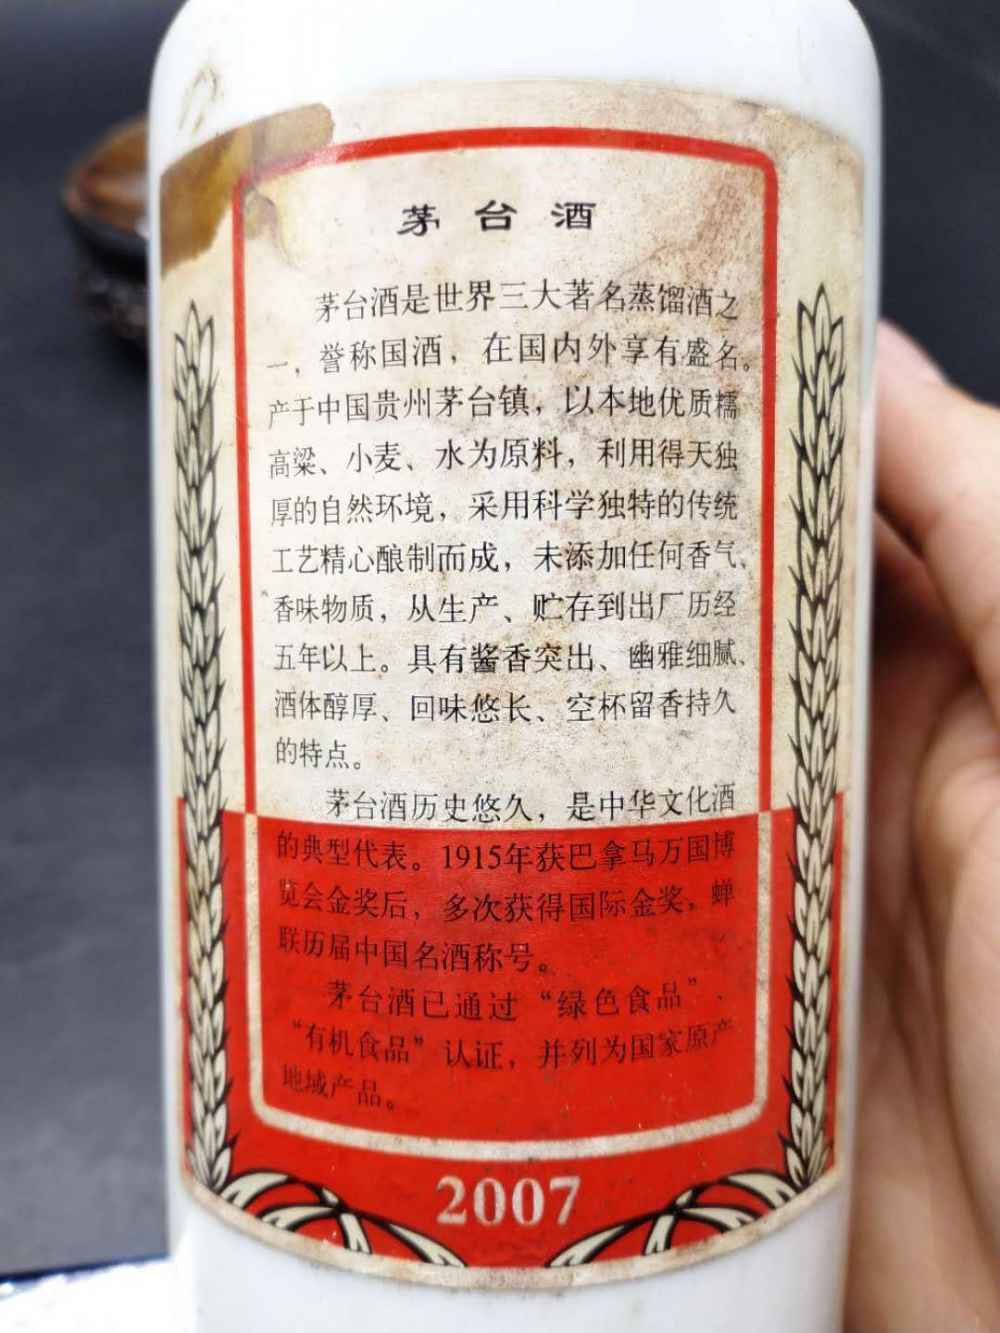 茅台酒
茅台酒是世界三大著名蒸馏酒之
一，誉称国酒，在国内外享有盛名。
产于中国贵州茅台镇，以本地优质糯
高粱、小麦、水为原料，利用得天独
厚的自然环境，采用科学独特的传统
工艺精心酿制而成，未添加任何香气、
香味物质，从生产、贮存到出厂历经
五年以上。具有酱香突出、幽雅细腻、
酒体醇厚、回味悠长、空杯留香持久
的特点。
茅台酒历史悠久，是中华文化酒
的典型代表。1915年获巴拿马万国博
览会金奖后，多次获得国际金奖，蝉
联历届中国名酒称号。
茅台酒已通过“绿色食品”、
“有机食品”认证，并列为国家原产
地域产品。
2007